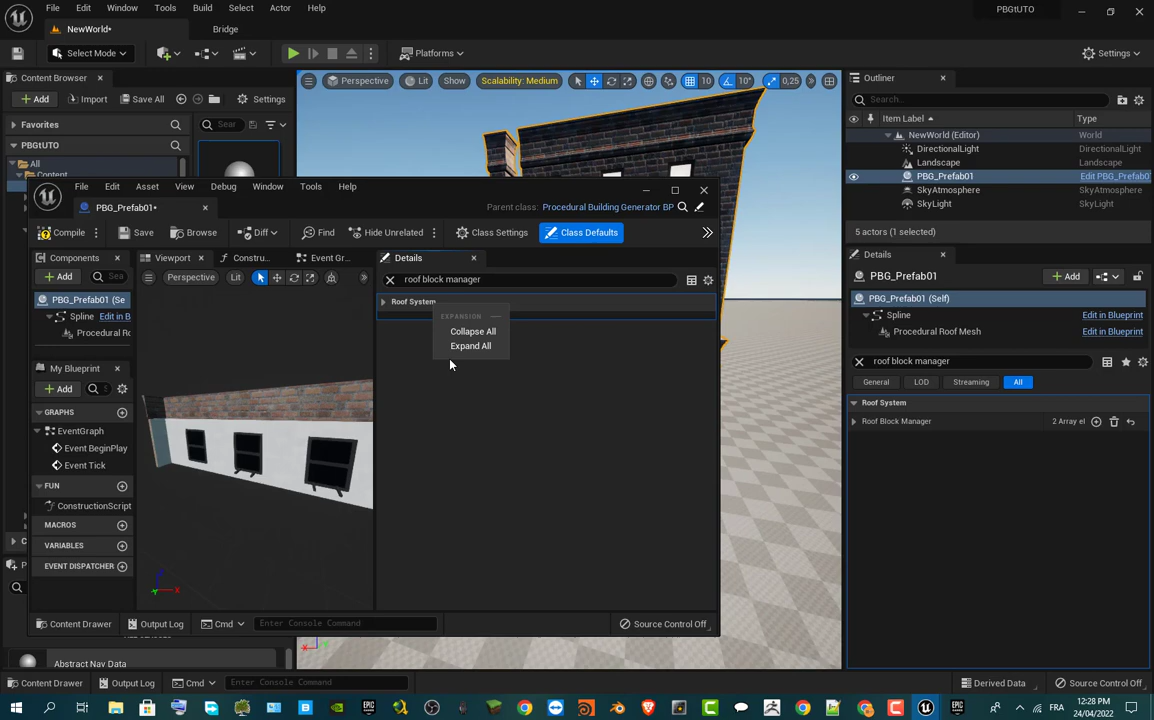 File Edit Window Tools Build Select Actor Help
PBGtUTO
NewWorld*
Bridge
Select Mode
Platforms
Settings
Content Browser
Add Import Save All Settings
Favorites
PBGtUTO
All
Content
Perspective Lit Show Scalability: Medium 10 10° 0,25
Outliner
Search...
Item Label Type
NewWorld (Editor) World
DirectionalLight DirectionalLight
Landscape Landscape
PBG_Prefab01 Edit PBG_Prefab0
SkyAtmosphere SkyAtmosphere
SkyLight SkyLight
5 actors (1 selected)
Details
PBG_Prefab01
Add
PBG_Prefab01 (Self)
Spline Edit in Blueprint
Procedural Roof Mesh Edit in Blueprint
roof block manager
General LOD Streaming All
Roof System
Roof Block Manager 2 Array el
File Edit Asset View Debug Window Tools Help
PBG_Prefab01*
Parent class: Procedural Building Generator BP
Compile Save Browse Diff Find Hide Unrelated Class Settings Class Defaults
Components
Add
PBG_Prefab01 (Se
Spline Edit in B
Procedural Ro
My Blueprint
Add
GRAPHS
EventGraph
Event BeginPlay
Event Tick
FUN
ConstructionScript
MACROS
VARIABLES
EVENT DISPATCHER
Viewport Constru... Event Gr...
Perspective Lit
Details
roof block manager
Roof System
EXPANSION
Collapse All
Expand All
Content Drawer Output Log Cmd Enter Console Command Source Control Off
Abstract Nav Data
Content Drawer Output Log Cmd Enter Console Command Derived Data Source Control Off
FRA
12:28 PM
24/04/2022